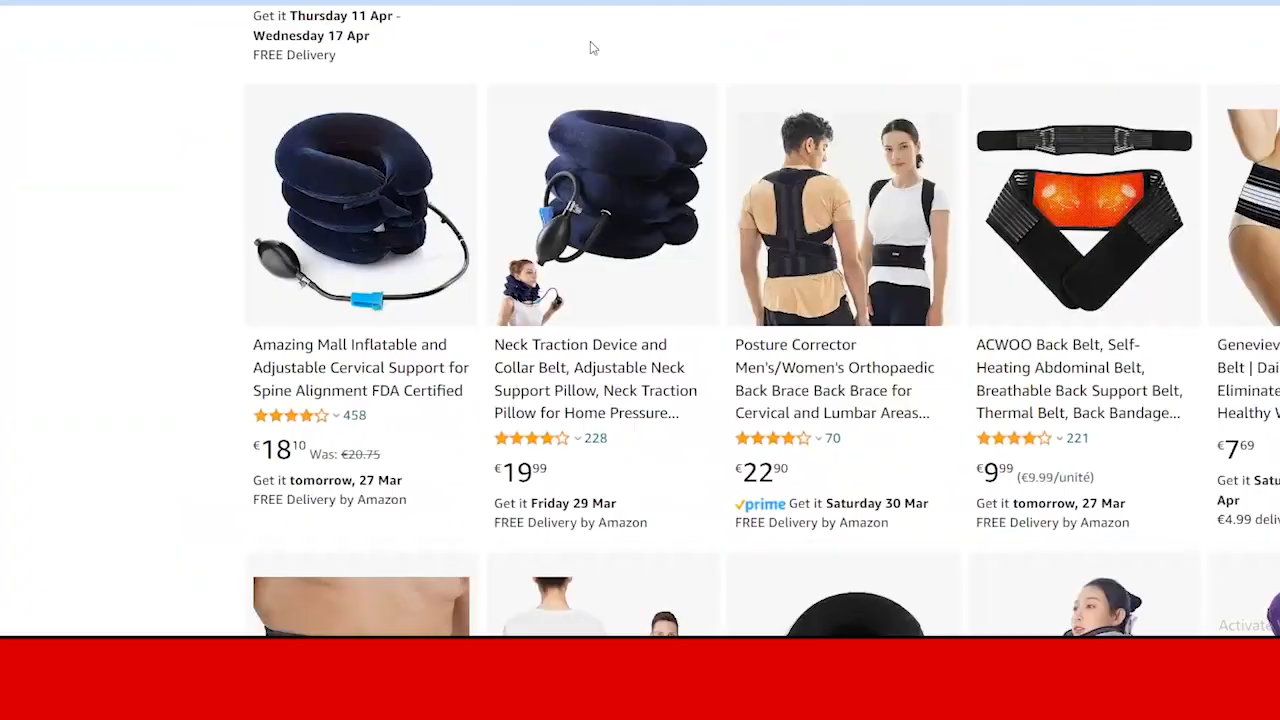 Get it Thursday 11 Apr -
Wednesday 17 Apr
FREE Delivery
Amazing Mall Inflatable and
Adjustable Cervical Support for
Spine Alignment FDA Certified
458
€18.10 Was: €20.75
Get it tomorrow, 27 Mar
FREE Delivery by Amazon
Neck Traction Device and
Collar Belt, Adjustable Neck
Support Pillow, Neck Traction
Pillow for Home Pressure...
228
€19.99
Get it Friday 29 Mar
FREE Delivery by Amazon
Posture Corrector
Men's/Women's Orthopaedic
Back Brace Back Brace for
Cervical and Lumbar Areas...
70
€22.90
prime Get it Saturday 30 Mar
FREE Delivery by Amazon
ACWOO Back Belt, Self-
Heating Abdominal Belt,
Breathable Back Support Belt,
Thermal Belt, Back Bandage...
221
€9.99 (€9.99/unité)
Get it tomorrow, 27 Mar
FREE Delivery by Amazon
Geneviev
Belt | Dai
Eliminate
Healthy W
€7.69
Get it Satu
Apr
€4.99 deliv
Activate